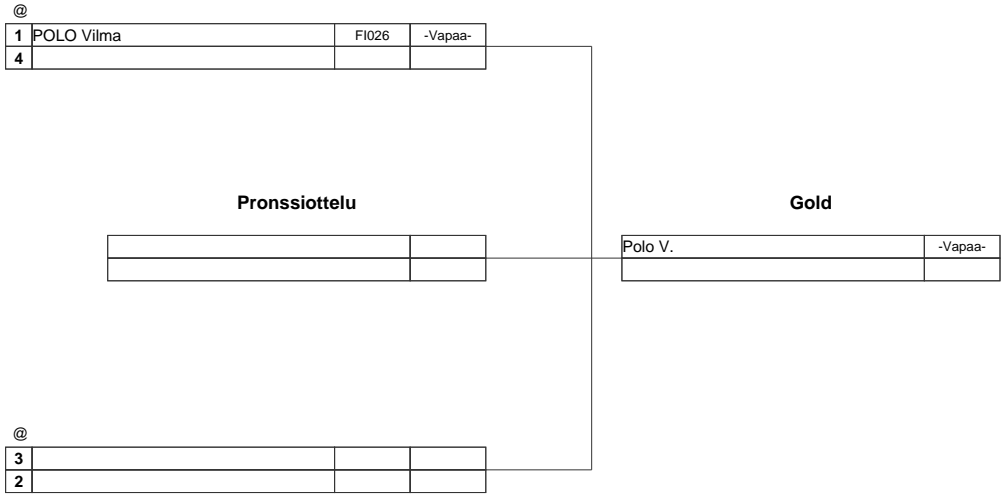 @
1 POLO Vilma FI026 -Vapaa-
4
Pronssiottelu Gold
Polo V. -Vapaa-
@
3
2